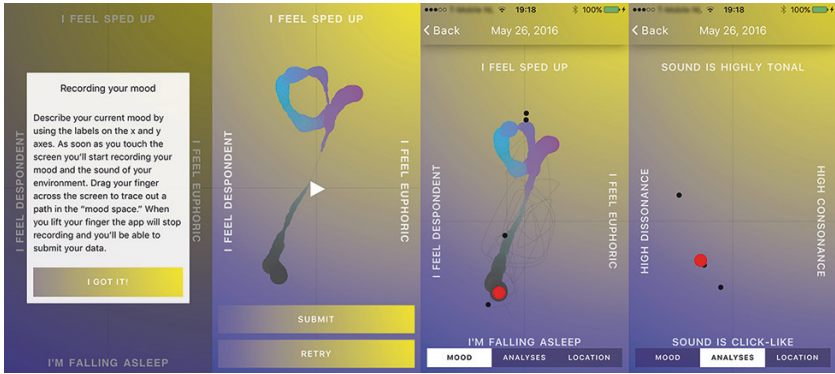 I FEEL SPED UP
Recording your mood
Describe your current mood by
using the labels on the x and y
axes. As soon as you touch the
screen you'll start recording your
mood and the sound of your
environment. Drag your finger
across the screen to trace out a
path in the “mood space.” When
you lift your finger the app will stop
recording and you'll be able to
submit your data.
I GOT IT!
I FEEL DESPONDENT
I FEEL EUPHORIC
I'M FALLING ASLEEP
I FEEL SPED UP
I FEEL DESPONDENT
I FEEL EUPHORIC
SUBMIT
RETRY
19:18
100%
Back
May 26, 2016
I FEEL SPED UP
I FEEL DESPONDENT
I FEEL EUPHORIC
I'M FALLING ASLEEP
MOOD ANALYSES LOCATION
19:18
100%
Back
May 26, 2016
SOUND IS HIGHLY TONAL
HIGH DISSONANCE
HIGH CONSONANCE
SOUND IS CLICK-LIKE
MOOD ANALYSES LOCATION